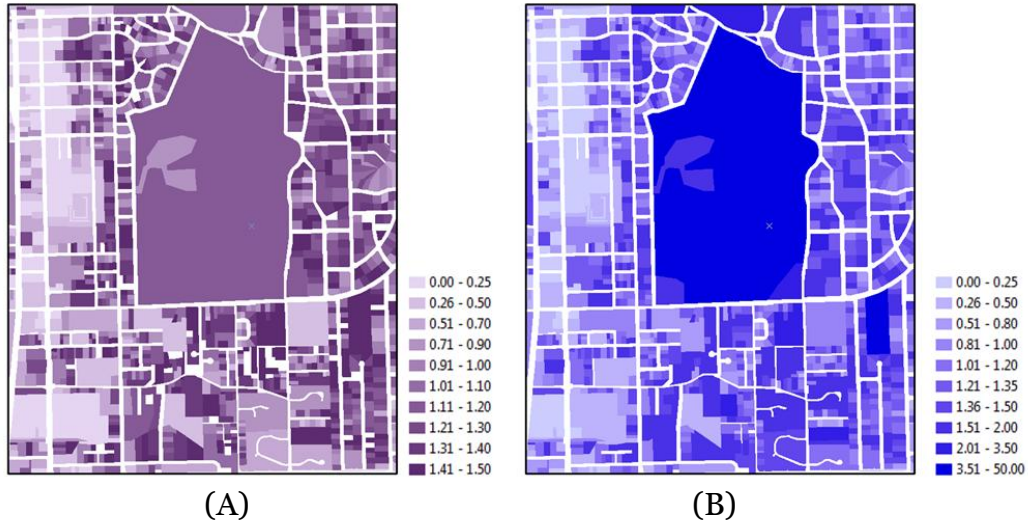 0.00 - 0.25
0.26 - 0.50
0.51 - 0.70
0.71 - 0.90
0.91 - 1.00
1.01 - 1.10
1.11 - 1.20
1.21 - 1.30
1.31 - 1.40
1.41 - 1.50
(A)
0.00 - 0.25
0.26 - 0.50
0.51 - 0.80
0.81 - 1.00
1.01 - 1.20
1.21 - 1.35
1.36 - 1.50
1.51 - 2.00
2.01 - 3.50
3.51 - 50.00
(B)